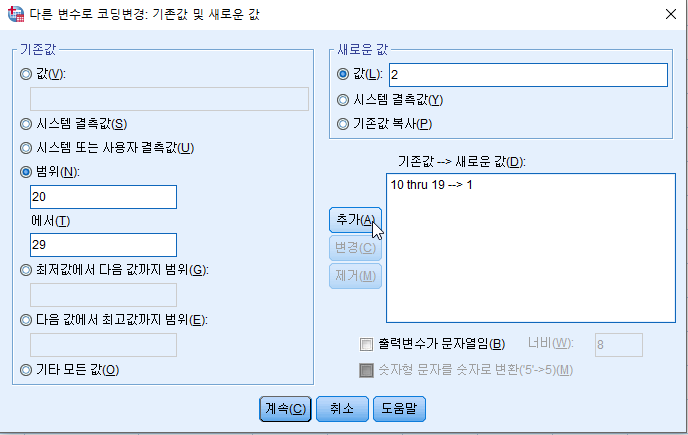 다른 변수로 코딩변경: 기존값 및 새로운 값
기존값
값(V):
시스템 결측값(S)
시스템 또는 사용자 결측값(U)
범위(N):
20
에서(T)
29
최저값에서 다음 값까지 범위(G):
다음 값에서 최고값까지 범위(E):
기타 모든 값(O)
새로운 값
값(L): 2
시스템 결측값(Y)
기존값 복사(P)
기존값 --> 새로운 값(D):
10 thru 19 --> 1
추가(A)
변경(C)
제거(M)
출력변수가 문자열임(B) 너비(W): 8
숫자형 문자를 숫자로 변환('5'->5)(M)
계속(C) 취소 도움말